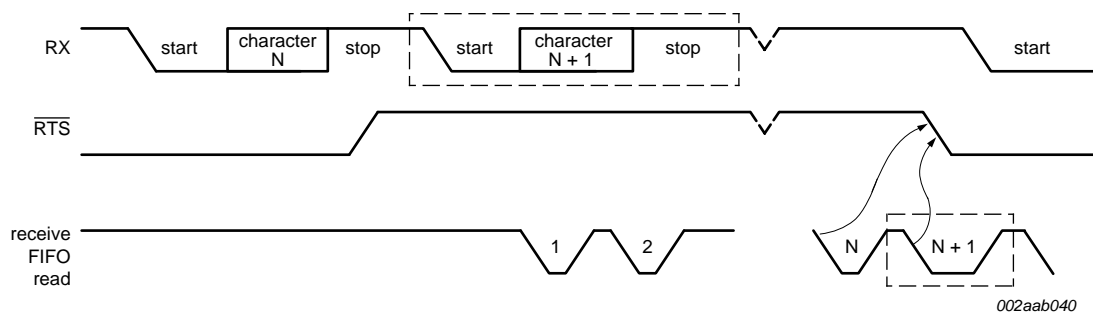 RX
start
character
N
stop
start
character
N + 1
stop
start
RTS
receive
FIFO
read
1
2
N
N + 1
002aab040